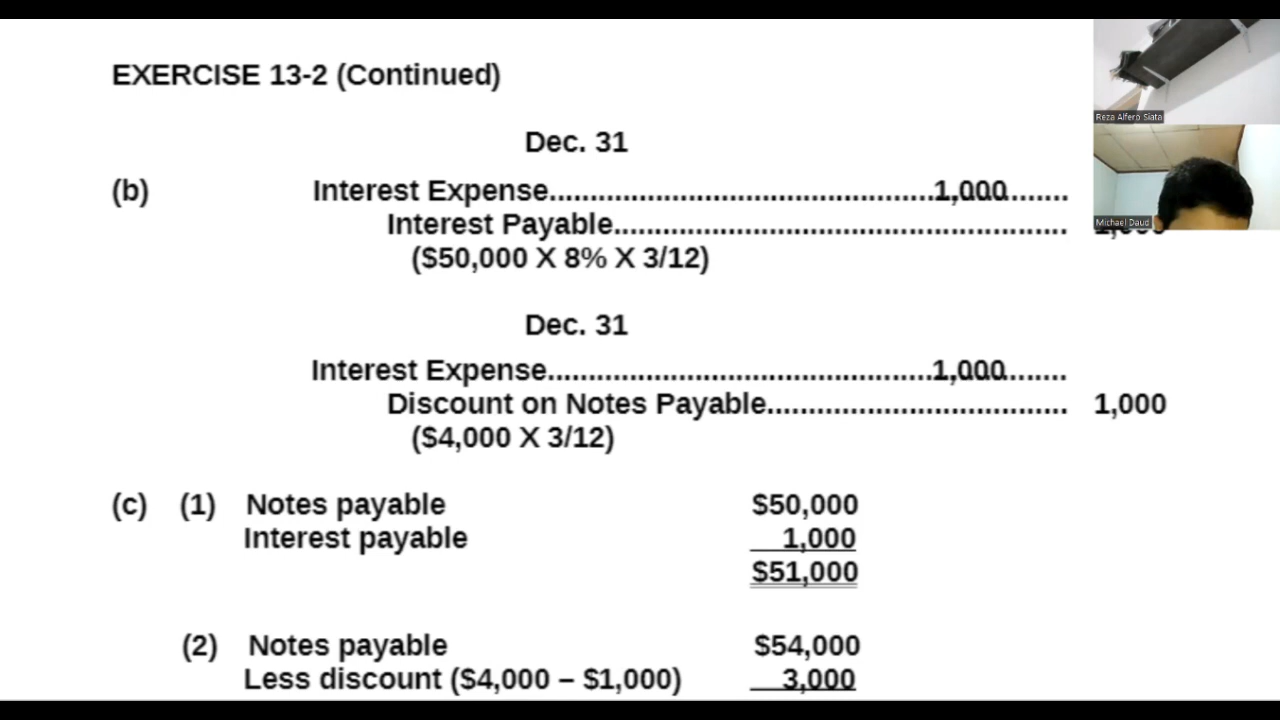 EXERCISE 13-2 (Continued)
Reza Alfero Siata
Dec. 31
(b) Interest Expense.......................................................1,000.......
Michael Daud
Interest Payable.......................................................
($50,000 X 8% X 3/12)
Dec. 31
Interest Expense.......................................................1,000.......
Discount on Notes Payable..................................... 1,000
($4,000 X 3/12)
(c) (1) Notes payable $50,000
Interest payable 1,000
$51,000
(2) Notes payable $54,000
Less discount ($4,000 – $1,000) 3,000